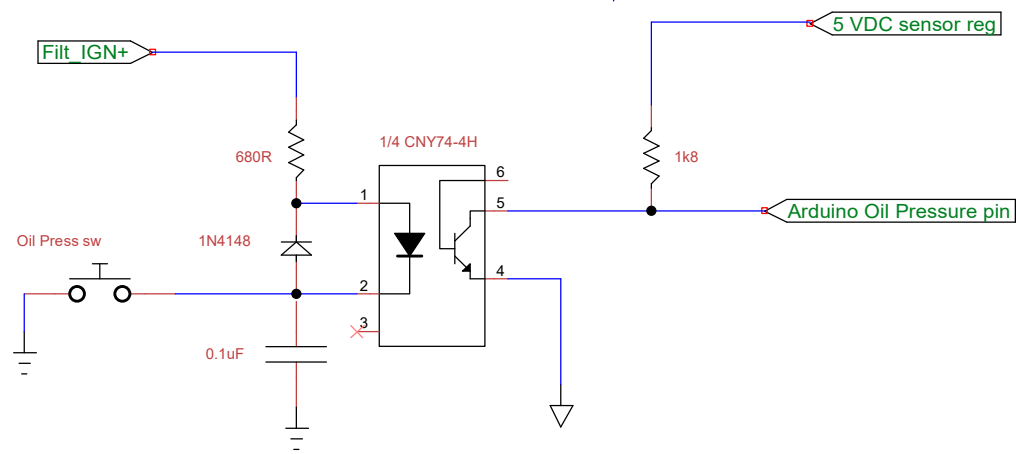 5 VDC sensor reg
Filt_IGN+
1/4 CNY74-4H
680R
1k8
6
1
5
Arduino Oil Pressure pin
Oil Press sw
1N4148
4
2
3
0.1uF